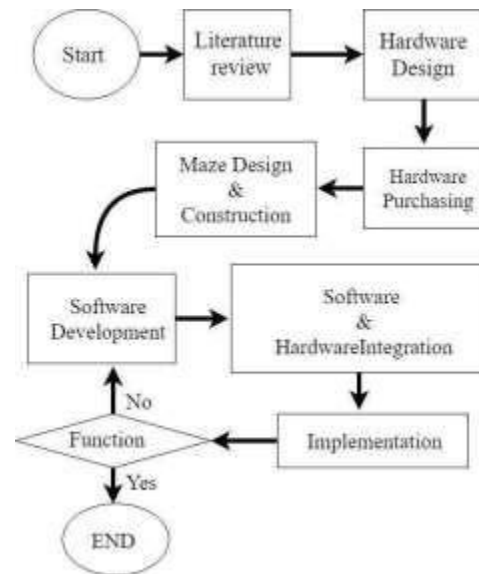 Start
Literature
review
Hardware
Design
Hardware
Purchasing
Maze Design
&
Construction
Software
Development
Software
&
HardwareIntegration
Implementation
Function
No
Yes
END